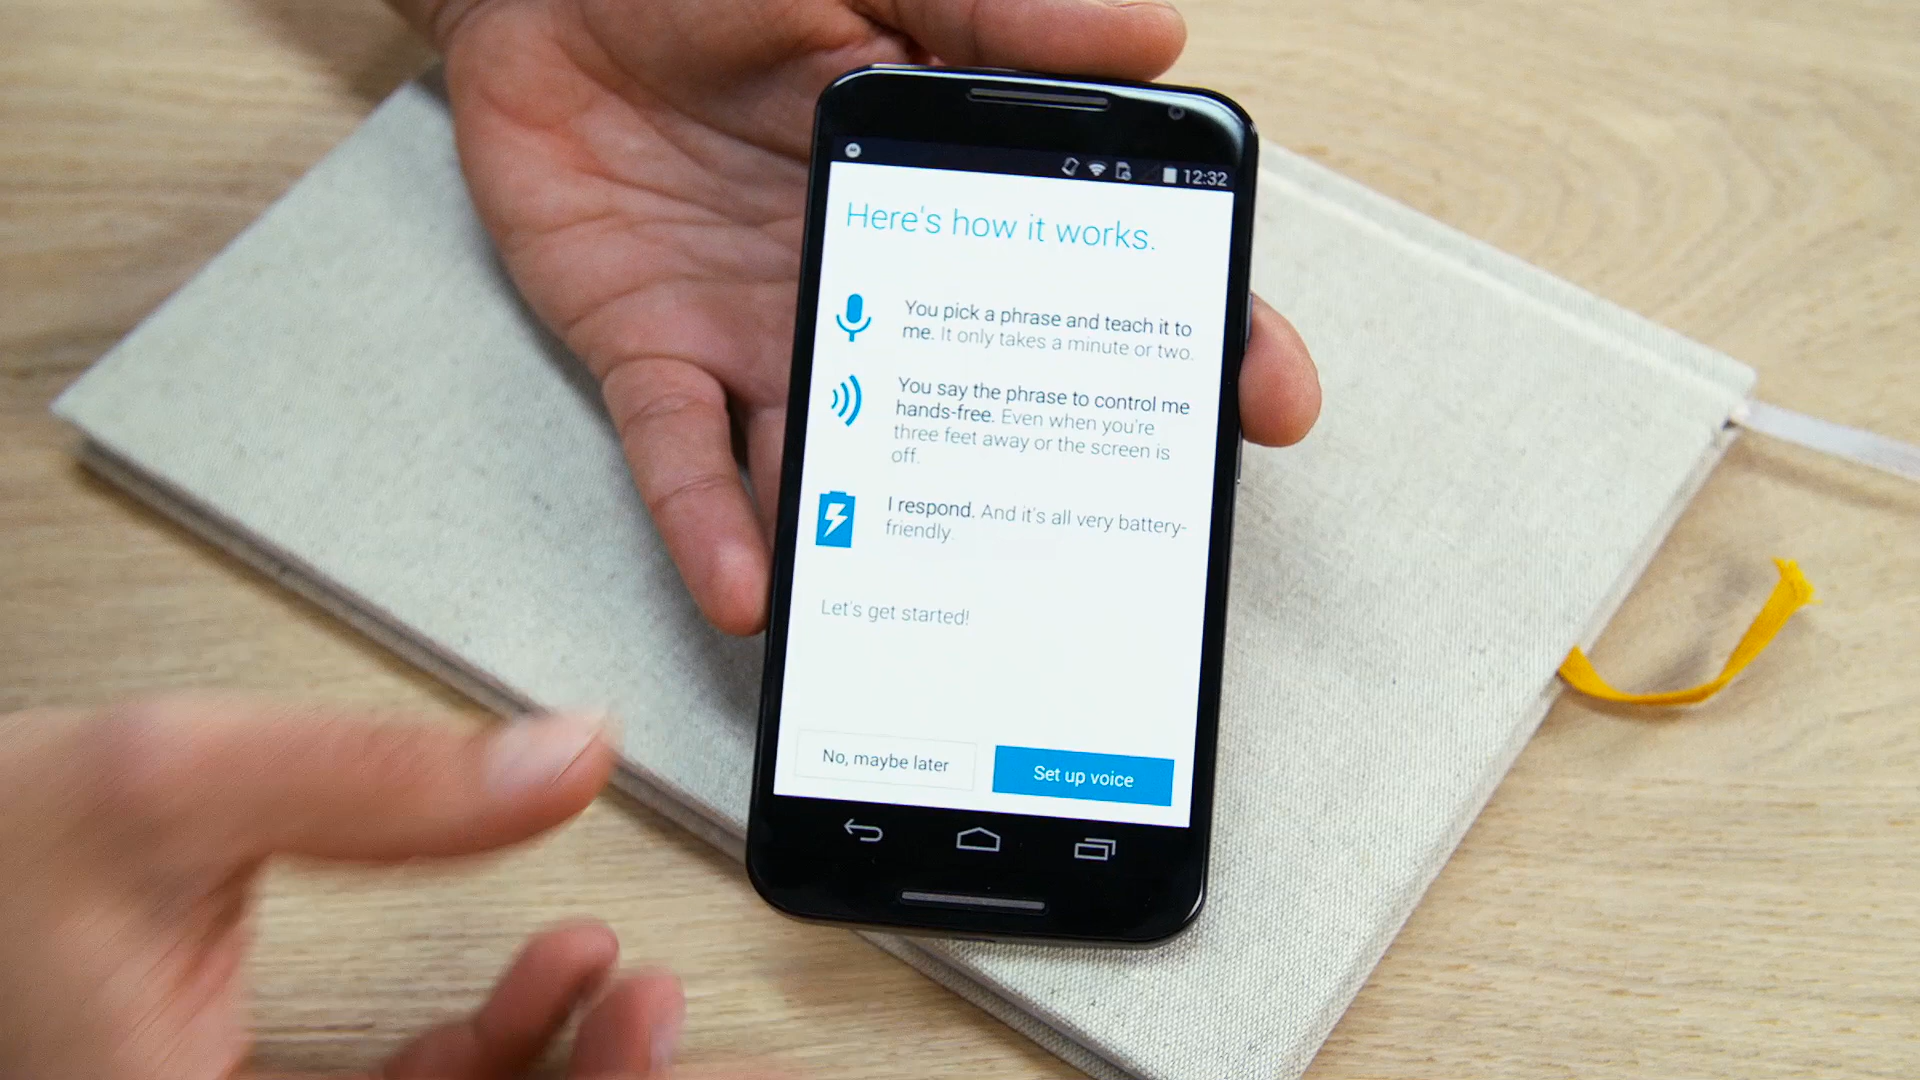 12:32
Here's how it works.
You pick a phrase and teach it to
me. It only takes a minute or two.
You say the phrase to control me
hands-free. Even when you're
three feet away or the screen is
off.
I respond. And it's all very battery-
friendly.
Let's get started!
No, maybe later
Set up voice